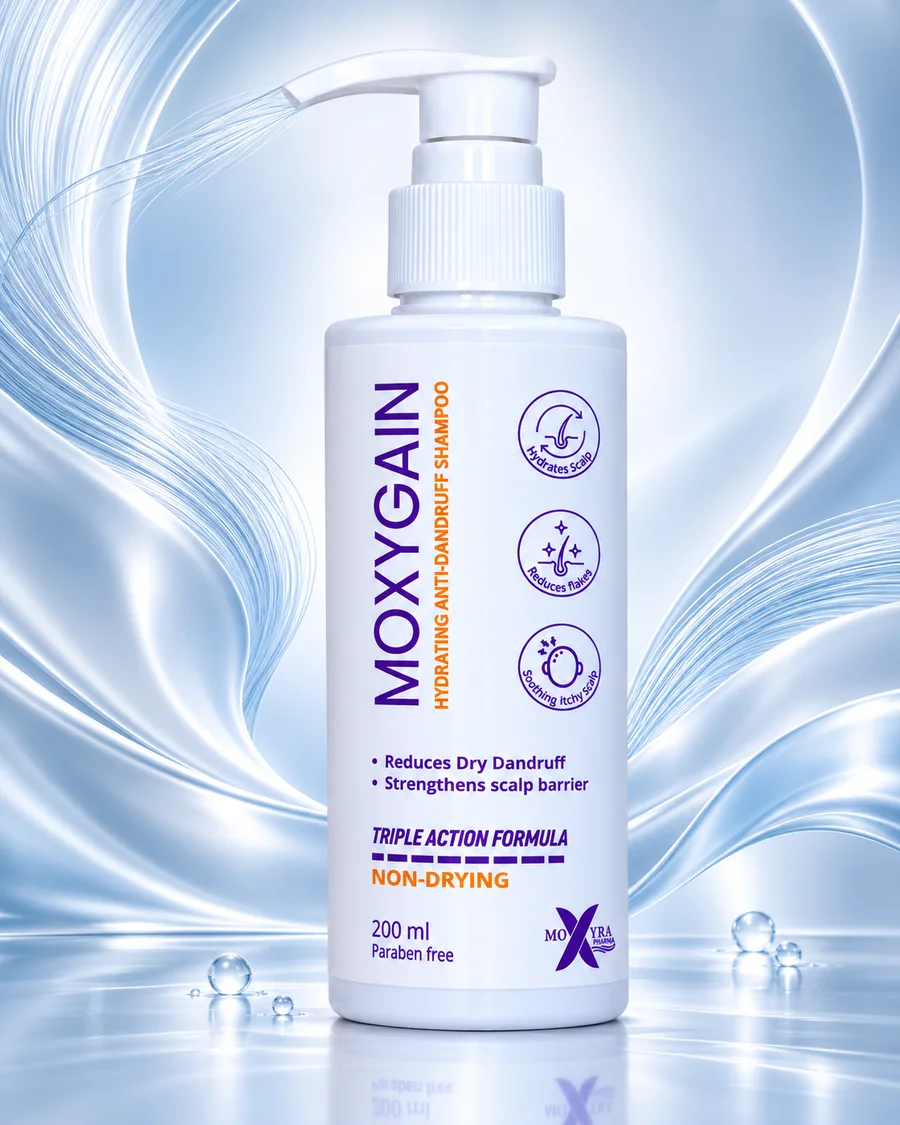 MOXYGAIN
HYDRATING ANTI-DANDRUFF SHAMPOO
Hydrates Scalp
Reduces flakes
Soothing Itchy Scalp
• Reduces Dry Dandruff
• Strengthens scalp barrier
TRIPLE ACTION FORMULA
NON-DRYING
200 ml
Paraben free
MOXYRA
PHARMA